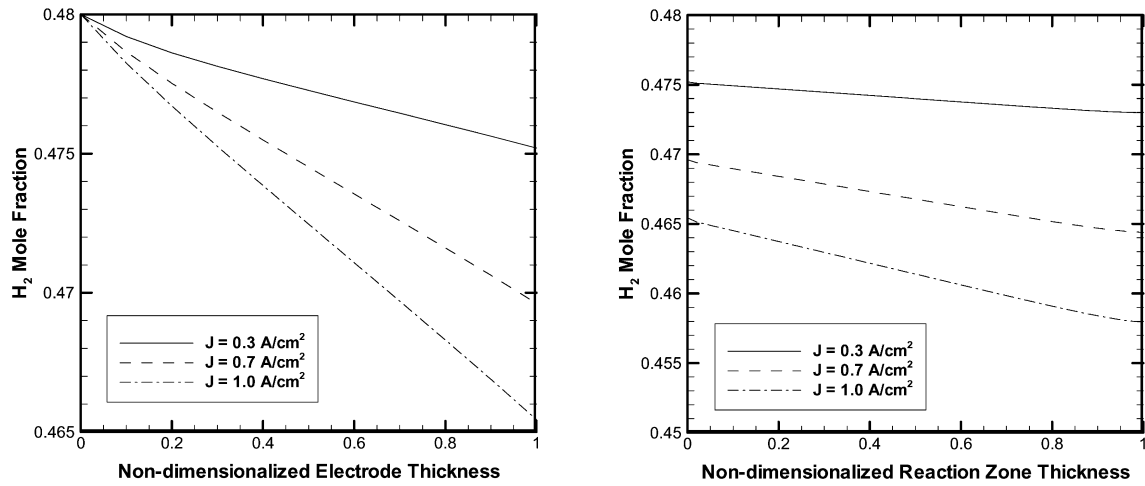 0.48
0.475
0.47
0.465
H2 Mole Fraction
J = 0.3 A/cm2
J = 0.7 A/cm2
J = 1.0 A/cm2
0
0.2
0.4
0.6
0.8
1
Non-dimensionalized Electrode Thickness
0.48
0.475
0.47
0.465
0.46
0.455
0.45
H2 Mole Fraction
J = 0.3 A/cm2
J = 0.7 A/cm2
J = 1.0 A/cm2
0
0.2
0.4
0.6
0.8
1
Non-dimensionalized Reaction Zone Thickness